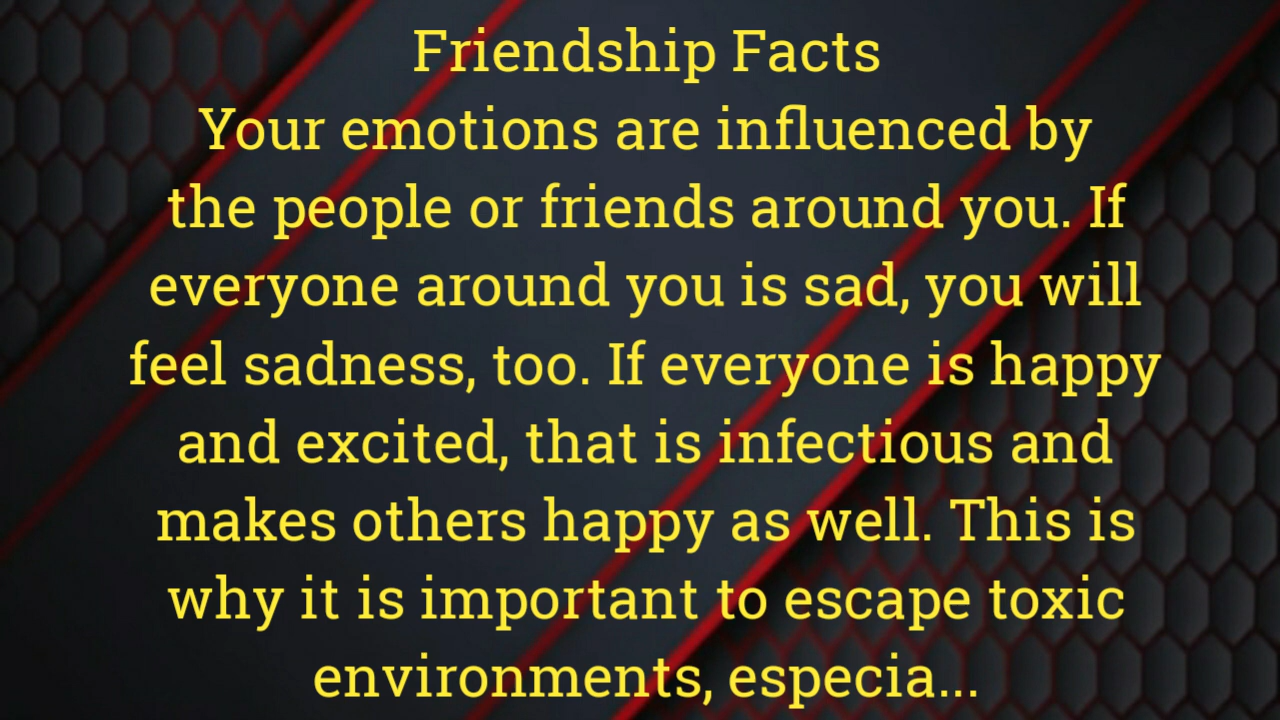 Friendship Facts
Your emotions are influenced by
the people or friends around you. If
everyone around you is sad, you will
feel sadness, too. If everyone is happy
and excited, that is infectious and
makes others happy as well. This is
why it is important to escape toxic
environments, especia...